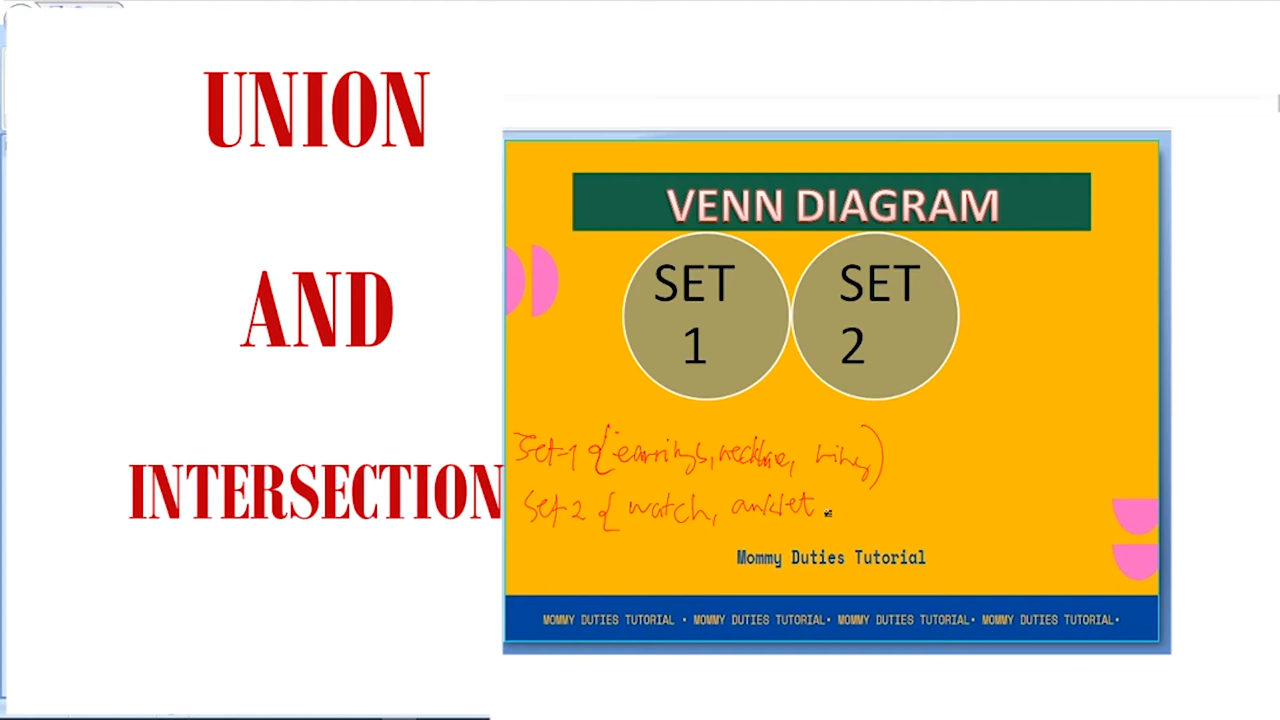 UNION
AND
INTERSECTION
VENN DIAGRAM
SET
1
SET
2
Set-1 { earrings, necklace, ring )
Set 2 { watch, anklet
Mommy Duties Tutorial
MOMMY DUTIES TUTORIAL • MOMMY DUTIES TUTORIAL• MOMMY DUTIES TUTORIAL• MOMMY DUTIES TUTORIAL•